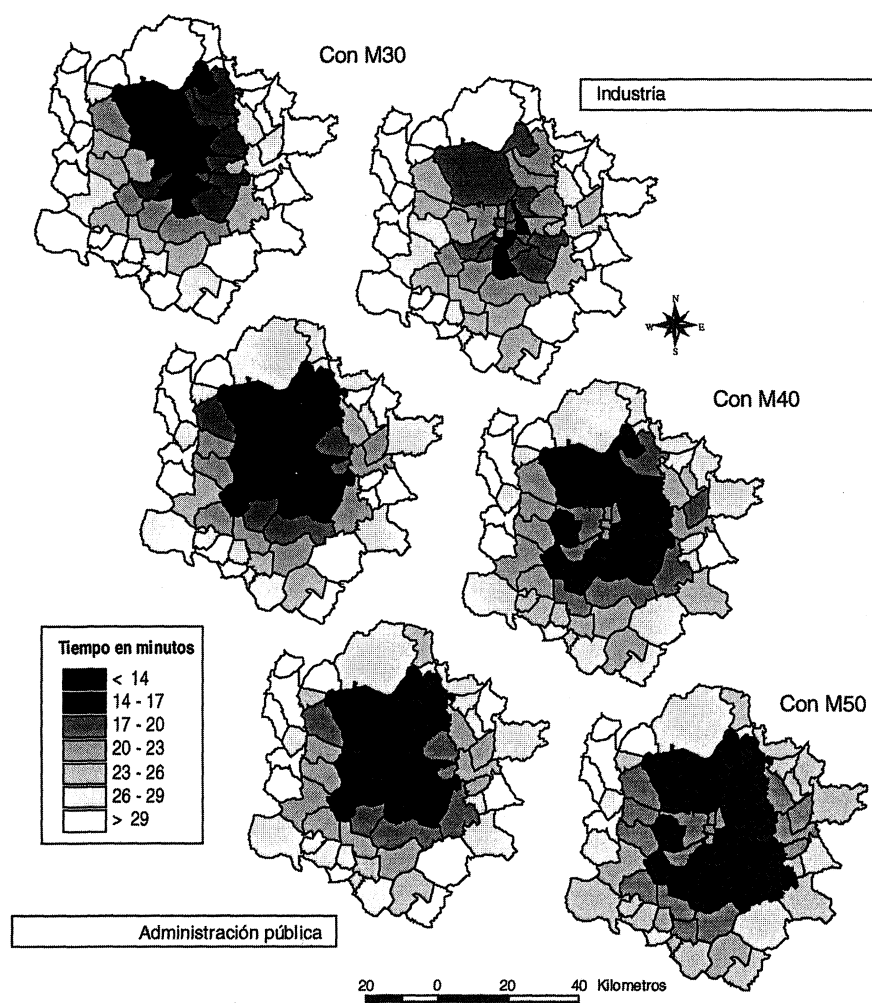 Con M30
Industria
N
W E
S
Con M40
Tiempo en minutos
< 14
14 - 17
17 - 20
20 - 23
23 - 26
26 - 29
> 29
Con M50
Administración pública
20 0 20 40 Kilometros